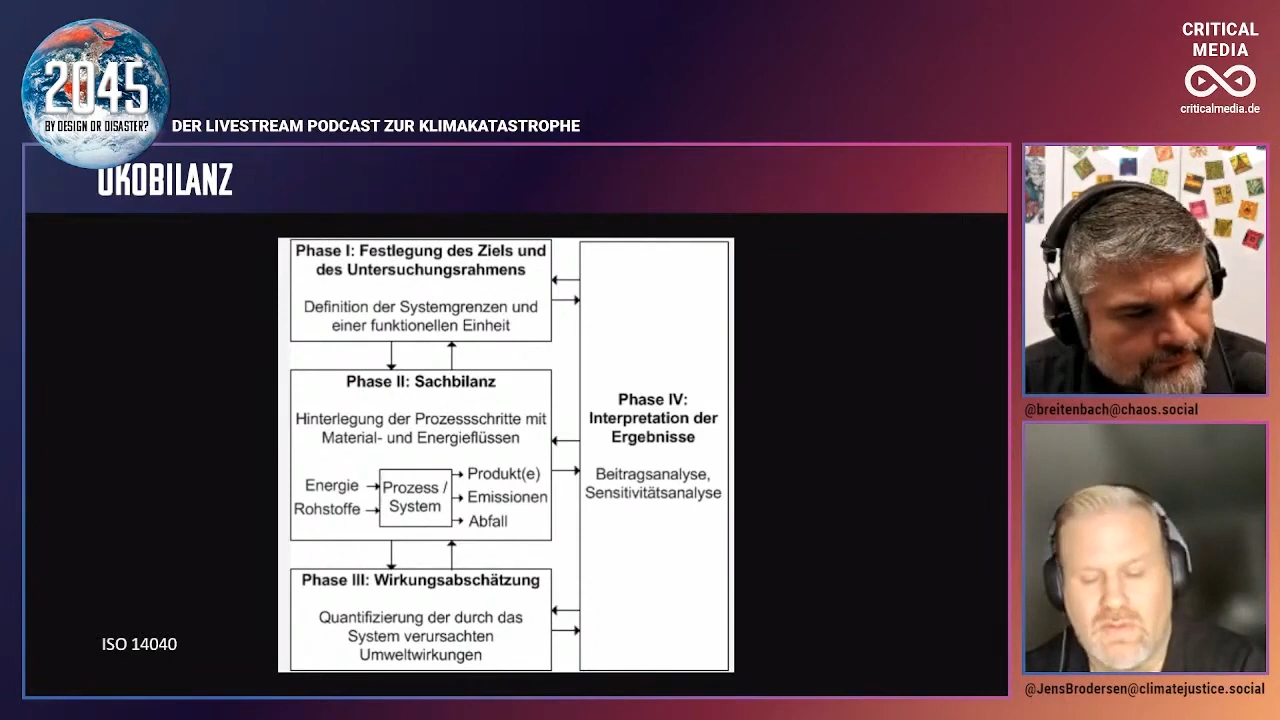 2045
BY DESIGN OR DISASTER?
DER LIVESTREAM PODCAST ZUR KLIMAKATASTROPHE
CRITICAL
MEDIA
criticalmedia.de
ÖKOBILANZ
Phase I: Festlegung des Ziels und
des Untersuchungsrahmens
Definition der Systemgrenzen und
einer funktionellen Einheit
Phase II: Sachbilanz
Hinterlegung der Prozessschritte mit
Material- und Energieflüssen
Energie
Rohstoffe
Prozess /
System
Produkt(e)
Emissionen
Abfall
Phase III: Wirkungsabschätzung
Quantifizierung der durch das
System verursachten
Umweltwirkungen
Phase IV:
Interpretation der
Ergebnisse
Beitragsanalyse,
Sensitivitätsanalyse
ISO 14040
@breitenbach@chaos.social
@JensBrodersen@climatejustice.social